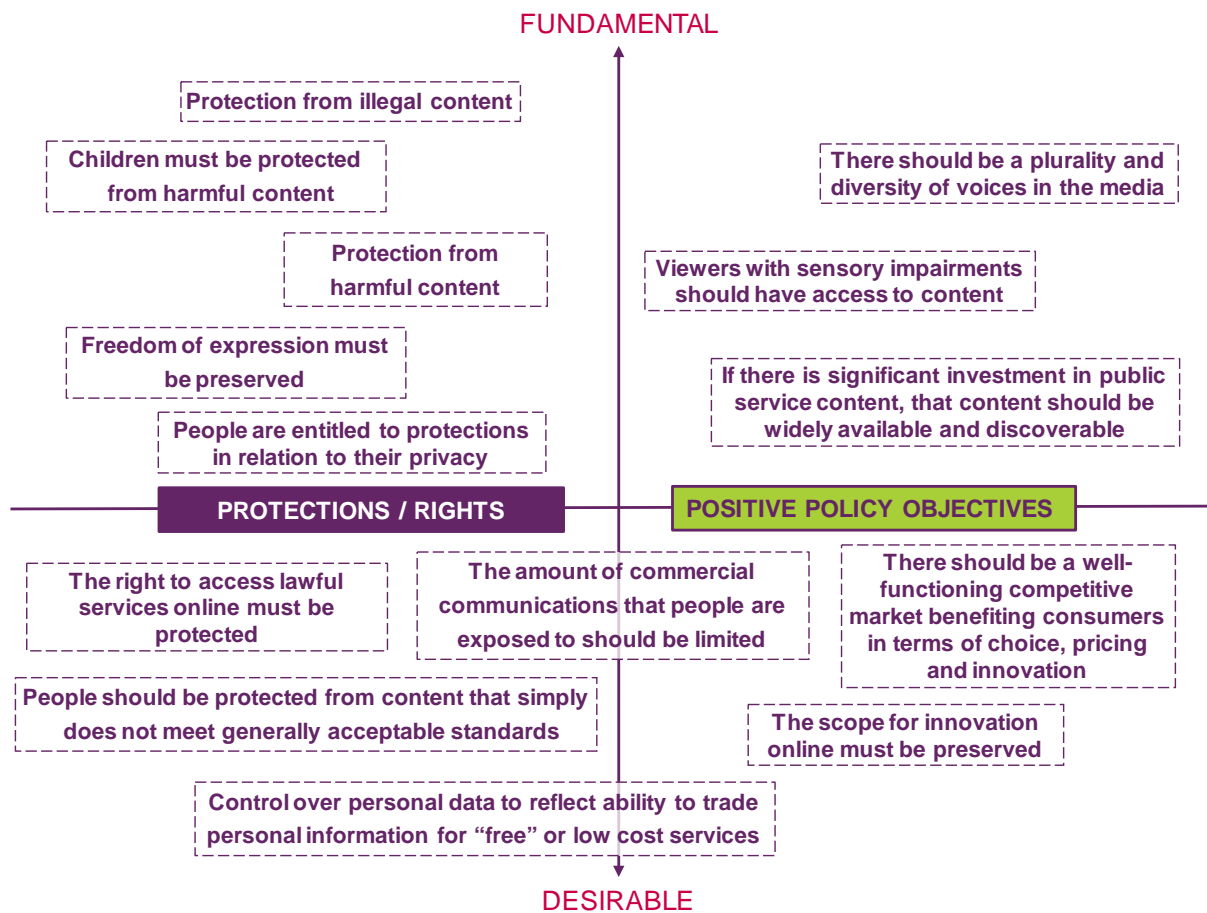 FUNDAMENTAL
Protection from illegal content
Children must be protected
from harmful content
There should be a plurality and
diversity of voices in the media
Protection from
harmful content
Viewers with sensory impairments
should have access to content
Freedom of expression must
be preserved
If there is significant investment in public
service content, that content should be
widely available and discoverable
People are entitled to protections
in relation to their privacy
PROTECTIONS / RIGHTS
POSITIVE POLICY OBJECTIVES
The right to access lawful
services online must be
protected
The amount of commercial
communications that people are
exposed to should be limited
There should be a well-
functioning competitive
market benefiting consumers
in terms of choice, pricing
and innovation
People should be protected from content that simply
does not meet generally acceptable standards
The scope for innovation
online must be preserved
Control over personal data to reflect ability to trade
personal information for “free” or low cost services
DESIRABLE